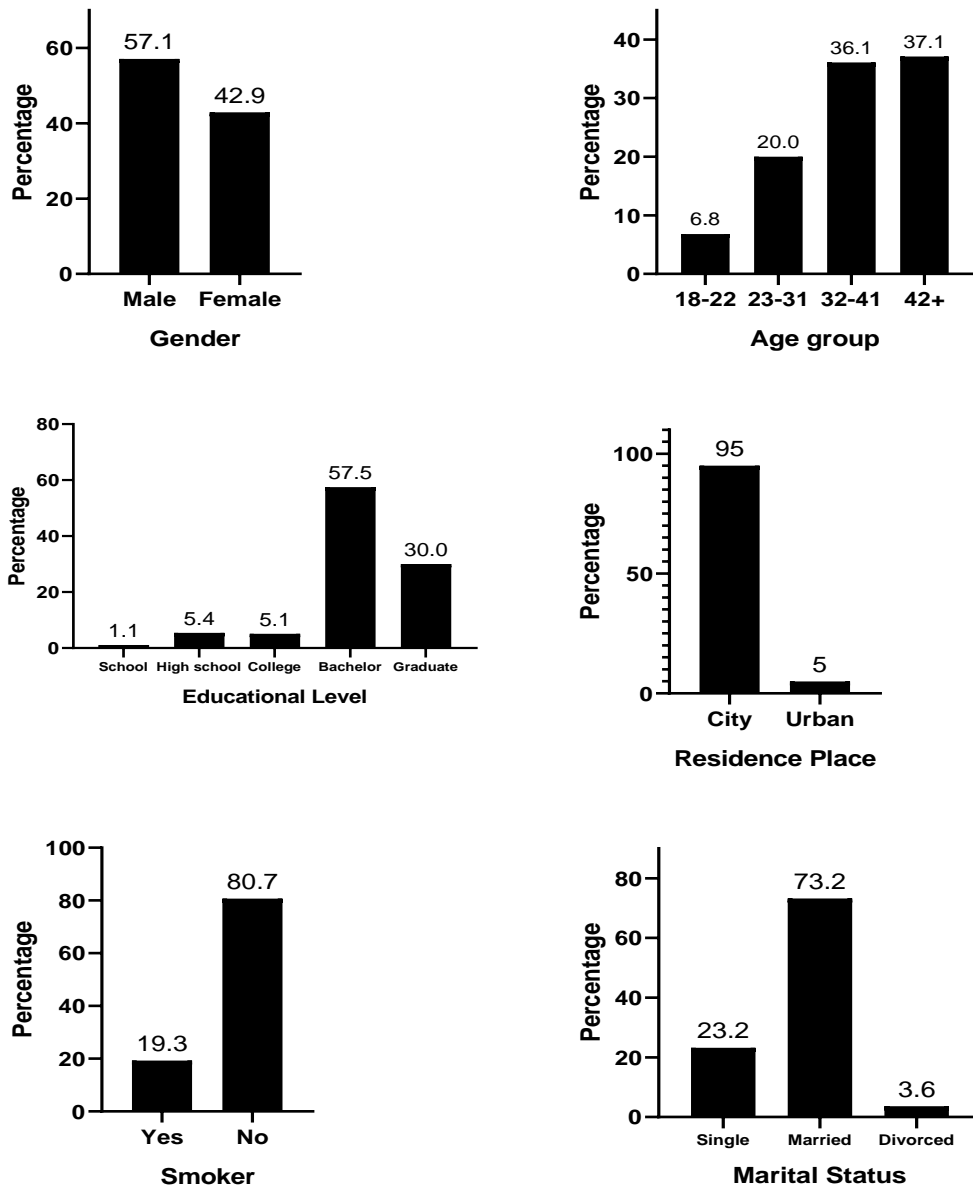 Percentage
60
40
20
0
57.1
42.9
Male Female
Gender
Percentage
40
30
20
10
0
6.8
20.0
36.1
37.1
18-22 23-31 32-41 42+
Age group
Percentage
80
60
40
20
0
1.1
5.4
5.1
57.5
30.0
School High school College Bachelor Graduate
Educational Level
Percentage
100
50
0
95
5
City Urban
Residence Place
Percentage
100
80
60
40
20
0
19.3
80.7
Yes No
Smoker
Percentage
80
60
40
20
0
23.2
73.2
3.6
Single Married Divorced
Marital Status